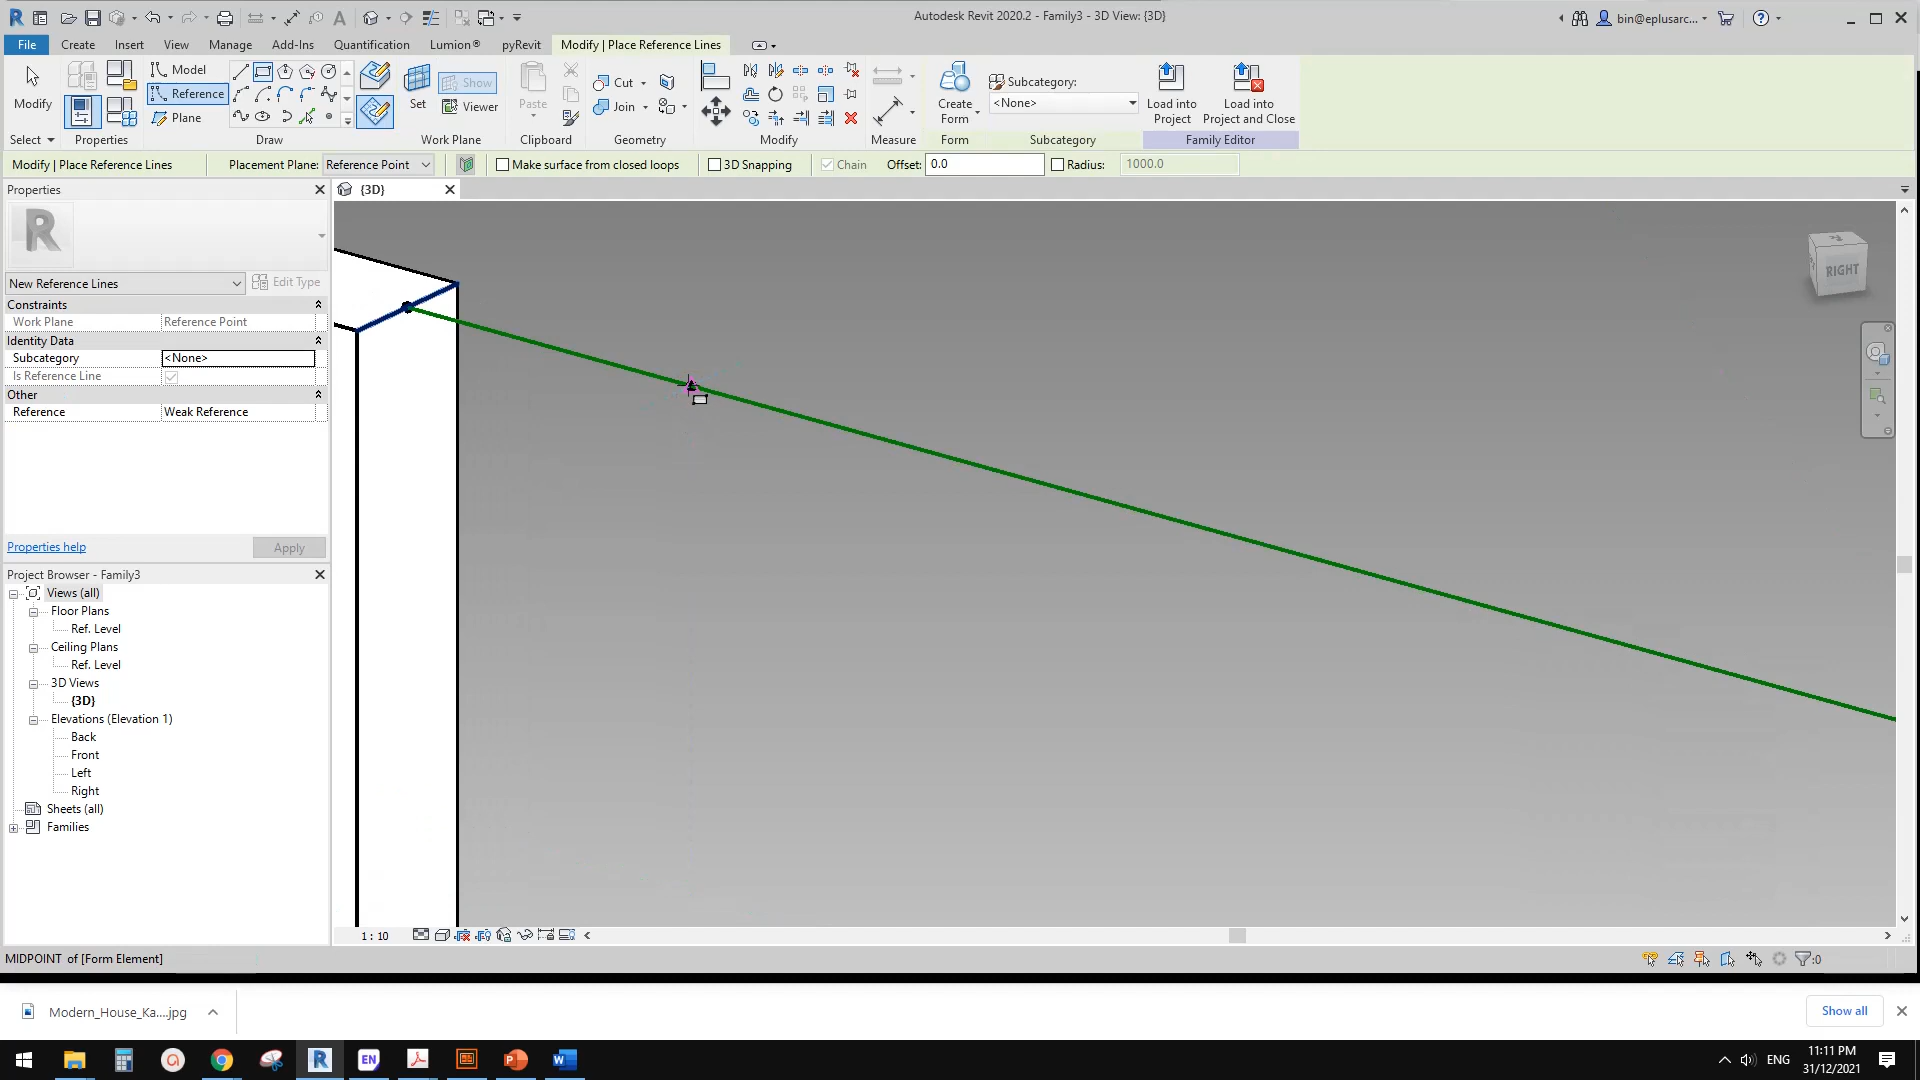 Autodesk Revit 2020.2 - Family3 - 3D View: {3D}
bin@eplusarc...
File Create Insert View Manage Add-Ins Quantification Lumion® pyRevit Modify | Place Reference Lines
Modify
Model
Reference
Plane
Set
Show
Viewer
Paste
Cut
Join
Create Form
Subcategory:
<None>
Load into Project
Load into Project and Close
Select Properties Draw Work Plane Clipboard Geometry Modify Measure Form Subcategory Family Editor
Modify | Place Reference Lines Placement Plane: Reference Point Make surface from closed loops 3D Snapping Chain Offset: 0.0 Radius: 1000.0
Properties
{3D}
R
New Reference Lines Edit Type
Constraints
Work Plane Reference Point
Identity Data
Subcategory <None>
Is Reference Line
Other
Reference Weak Reference
Properties help Apply
RIGHT
Project Browser - Family3
Views (all)
Floor Plans
Ref. Level
Ceiling Plans
Ref. Level
3D Views
{3D}
Elevations (Elevation 1)
Back
Front
Left
Right
Sheets (all)
Families
1 : 10
MIDPOINT of [Form Element]
:0
Modern_House_Ka....jpg
Show all
EN
ENG
11:11 PM
31/12/2021